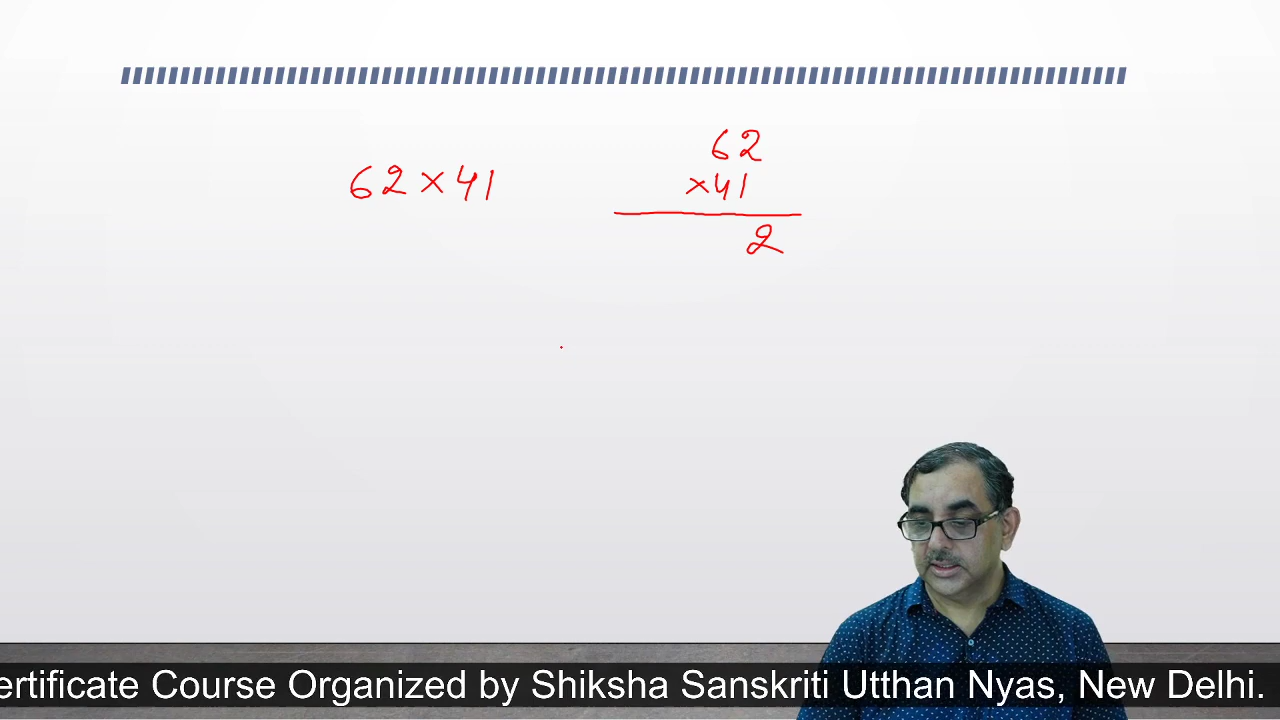 62×41
62
×41
2
ertificate Course Organized by Shiksha Sanskriti Utthan Nyas, New Delhi.